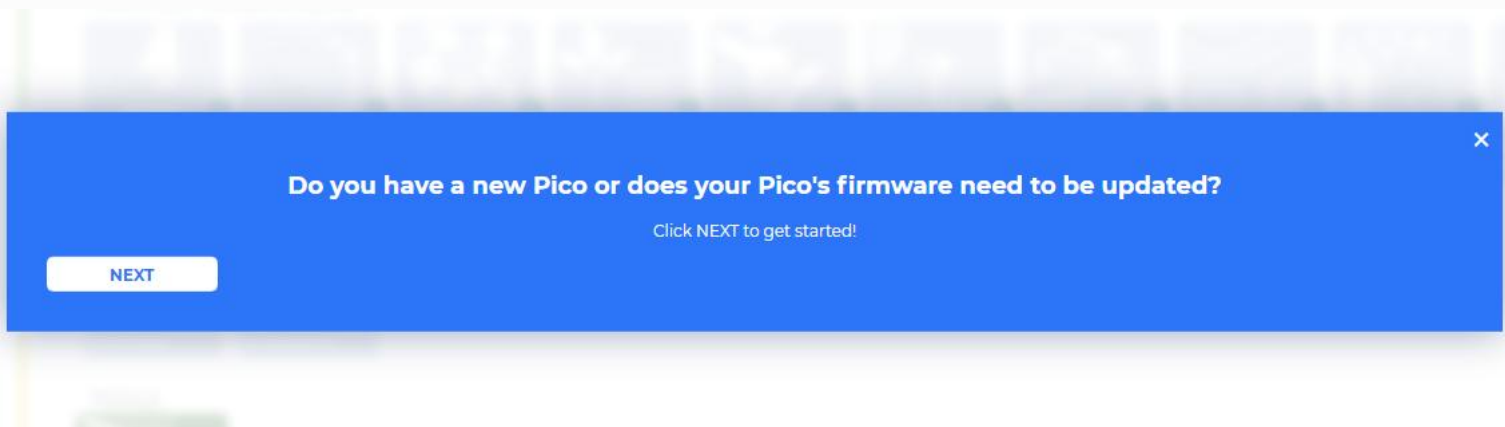 Do you have a new Pico or does your Pico's firmware need to be updated?
Click NEXT to get started!
NEXT